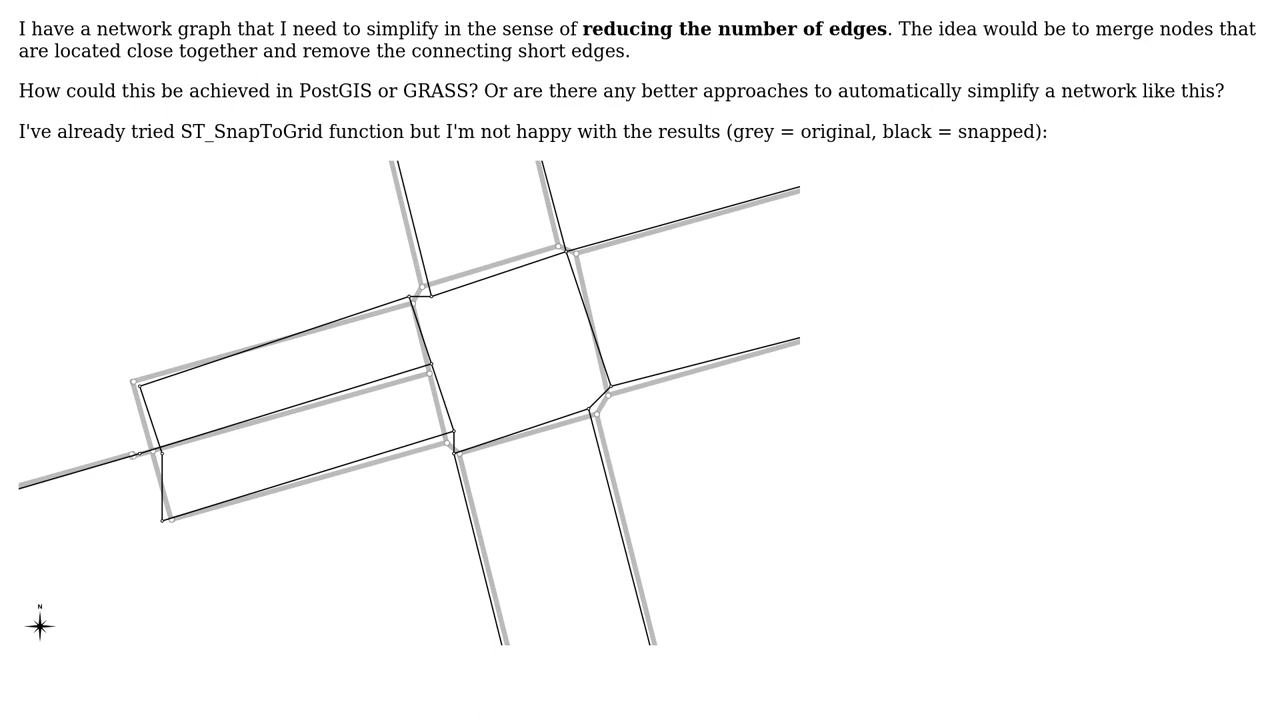 I have a network graph that I need to simplify in the sense of reducing the number of edges. The idea would be to merge nodes that
are located close together and remove the connecting short edges.
How could this be achieved in PostGIS or GRASS? Or are there any better approaches to automatically simplify a network like this?
I've already tried ST_SnapToGrid function but I'm not happy with the results (grey = original, black = snapped):
N